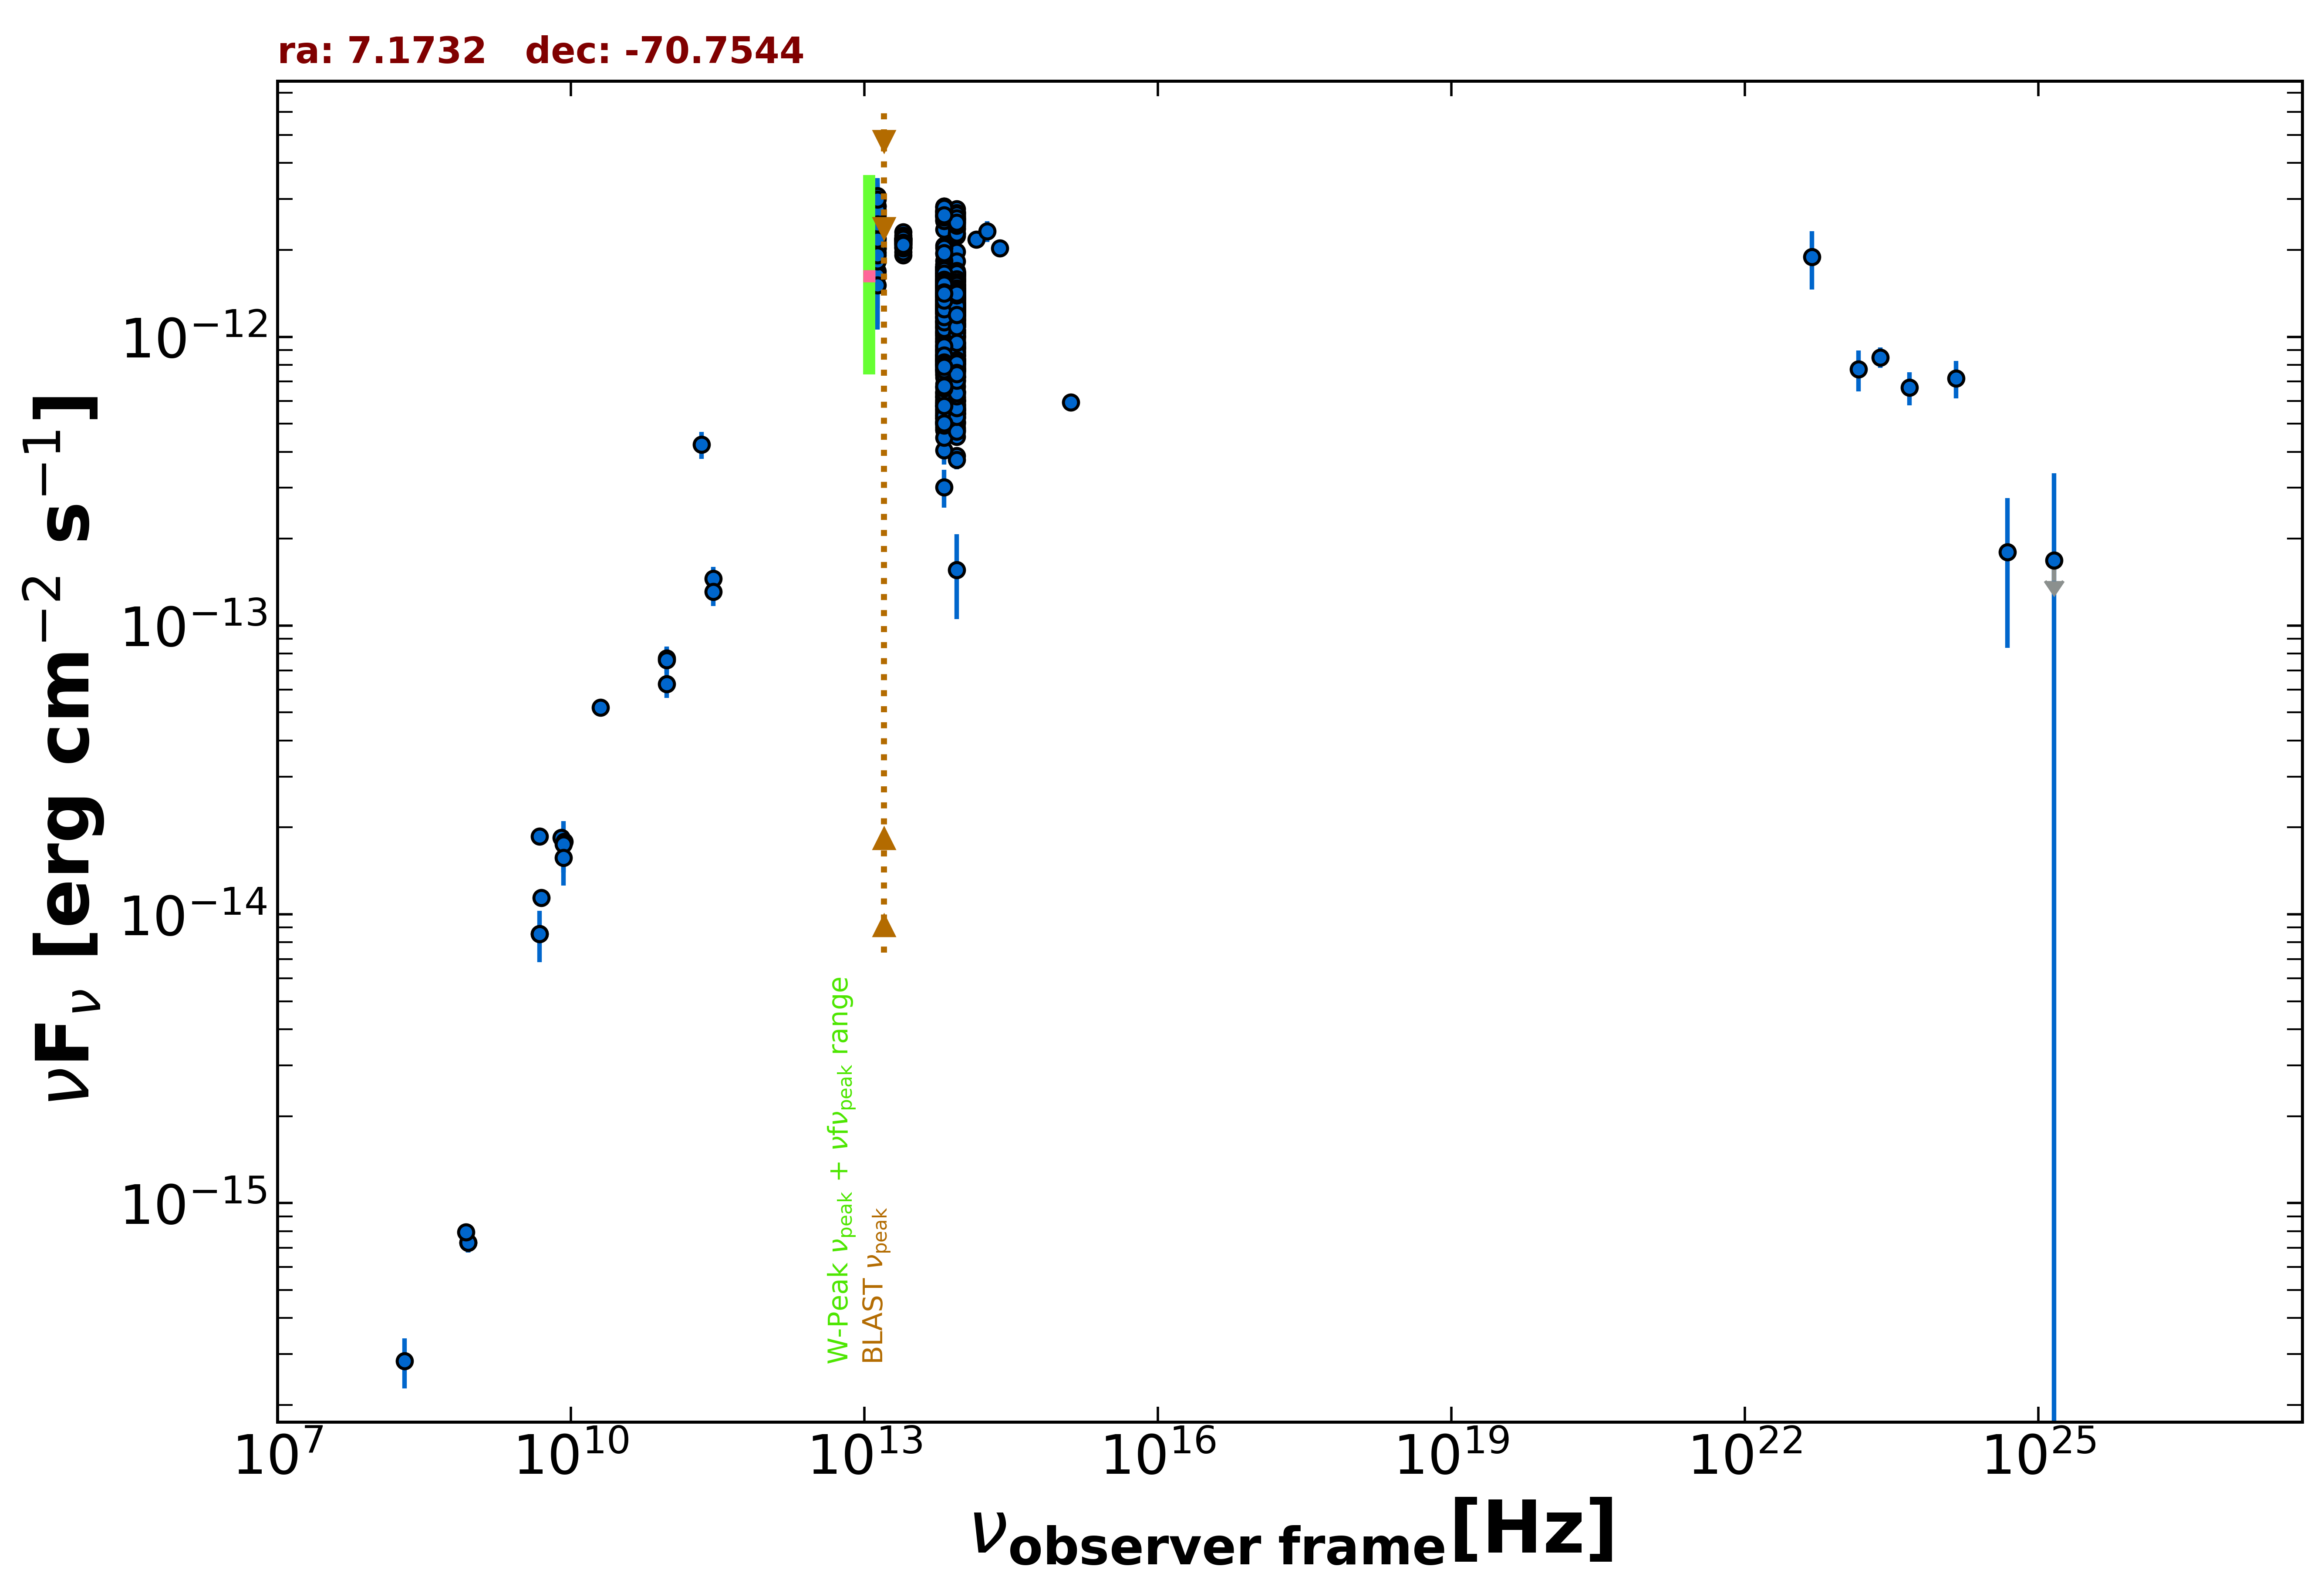 ra: 7.1732   dec: -70.7544
νFν [erg cm−2 s−1]
10−12
10−13
10−14
10−15
W-Peak νpeak + νfνpeak range
BLAST νpeak
107
1010
1013
1016
1019
1022
1025
νobserver frame[Hz]